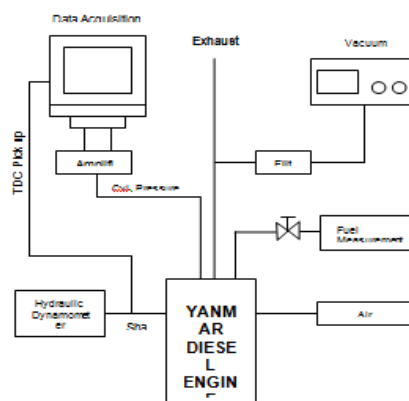 Data Acquisition
Exhaust
Vacuum
TDC Pick up
Amplifi
Filt
Cyl. Pressure
Fuel
Measurement
Hydraulic
Dynamomet
er
Sha
YANM
AR
DIESE
L
ENGIN
E
Air